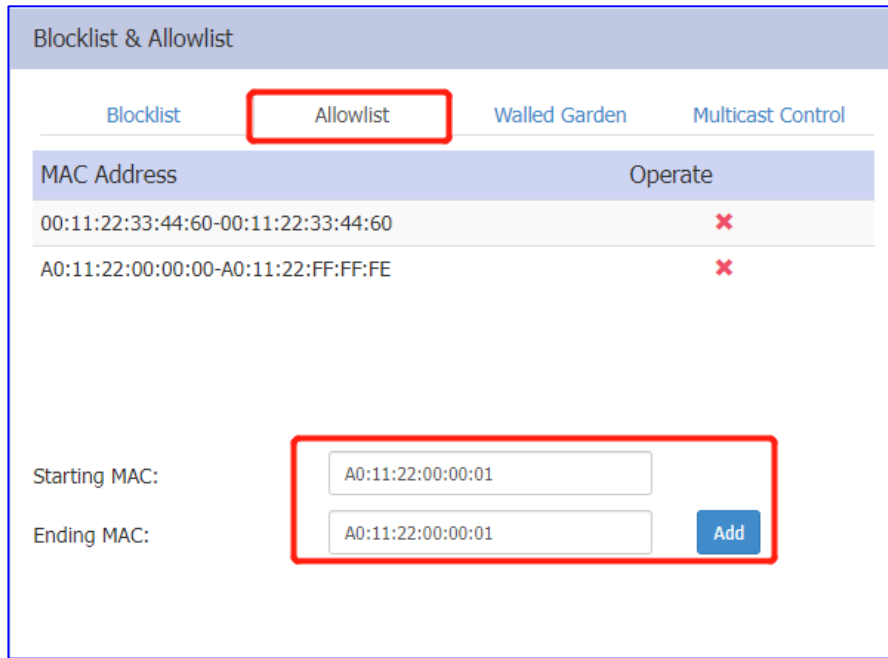 Blocklist & Allowlist
Blocklist Allowlist Walled Garden Multicast Control
MAC Address Operate
00:11:22:33:44:60-00:11:22:33:44:60
A0:11:22:00:00:00-A0:11:22:FF:FF:FE
Starting MAC: A0:11:22:00:00:01
Ending MAC: A0:11:22:00:00:01 Add